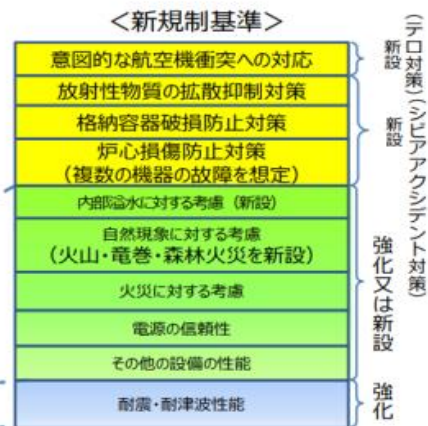 ＜新規制基準＞
意図的な航空機衝突への対応
放射性物質の拡散抑制対策
格納容器破損防止対策
炉心損傷防止対策
（複数の機器の故障を想定）
内部溢水に対する考慮（新設）
自然現象に対する考慮
（火山・竜巻・森林火災を新設）
火災に対する考慮
電源の信頼性
その他の設備の性能
耐震・耐津波性能
新設
（テロ対策）
新設
（シビアアクシデント対策）
強化又は新設
強化